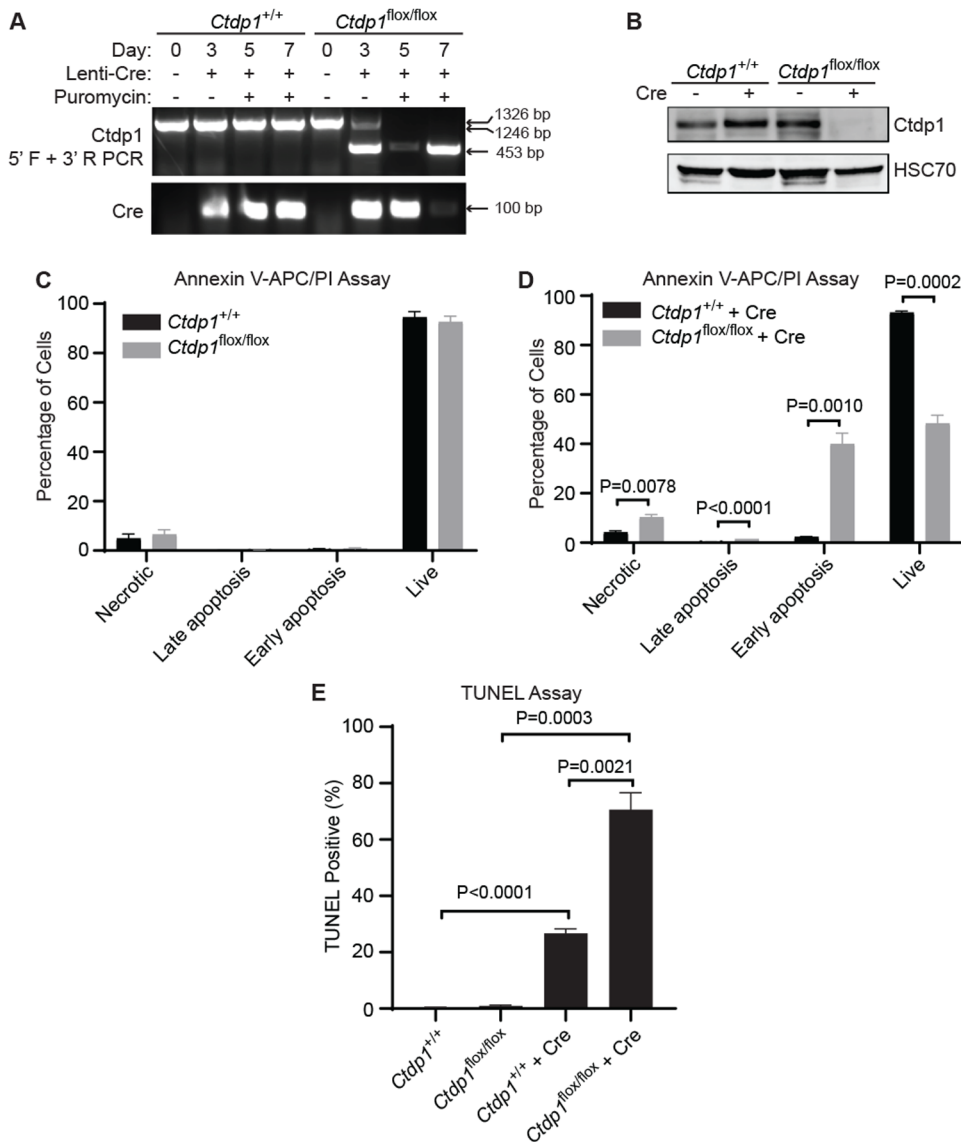 A
Ctdp1+/+ Ctdp1flox/flox
Day: 0 3 5 7 0 3 5 7
Lenti-Cre: - + + + - + + +
Puromycin: - - + + - - + +
Ctdp1
5' F + 3' R PCR
1326 bp
1246 bp
453 bp
Cre
100 bp
B
Ctdp1+/+ Ctdp1flox/flox
Cre - + - +
Ctdp1
HSC70
C
Annexin V-APC/PI Assay
Ctdp1+/+
Ctdp1flox/flox
Percentage of Cells
100
80
60
40
20
0
Necrotic
Late apoptosis
Early apoptosis
Live
D
Annexin V-APC/PI Assay
Ctdp1+/+ + Cre
Ctdp1flox/flox + Cre
P=0.0002
P=0.0010
P=0.0078
P<0.0001
Percentage of Cells
100
80
60
40
20
0
Necrotic
Late apoptosis
Early apoptosis
Live
E
TUNEL Assay
P=0.0003
P=0.0021
P<0.0001
TUNEL Positive (%)
100
80
60
40
20
0
Ctdp1+/+
Ctdp1flox/flox
Ctdp1+/+ + Cre
Ctdp1flox/flox + Cre